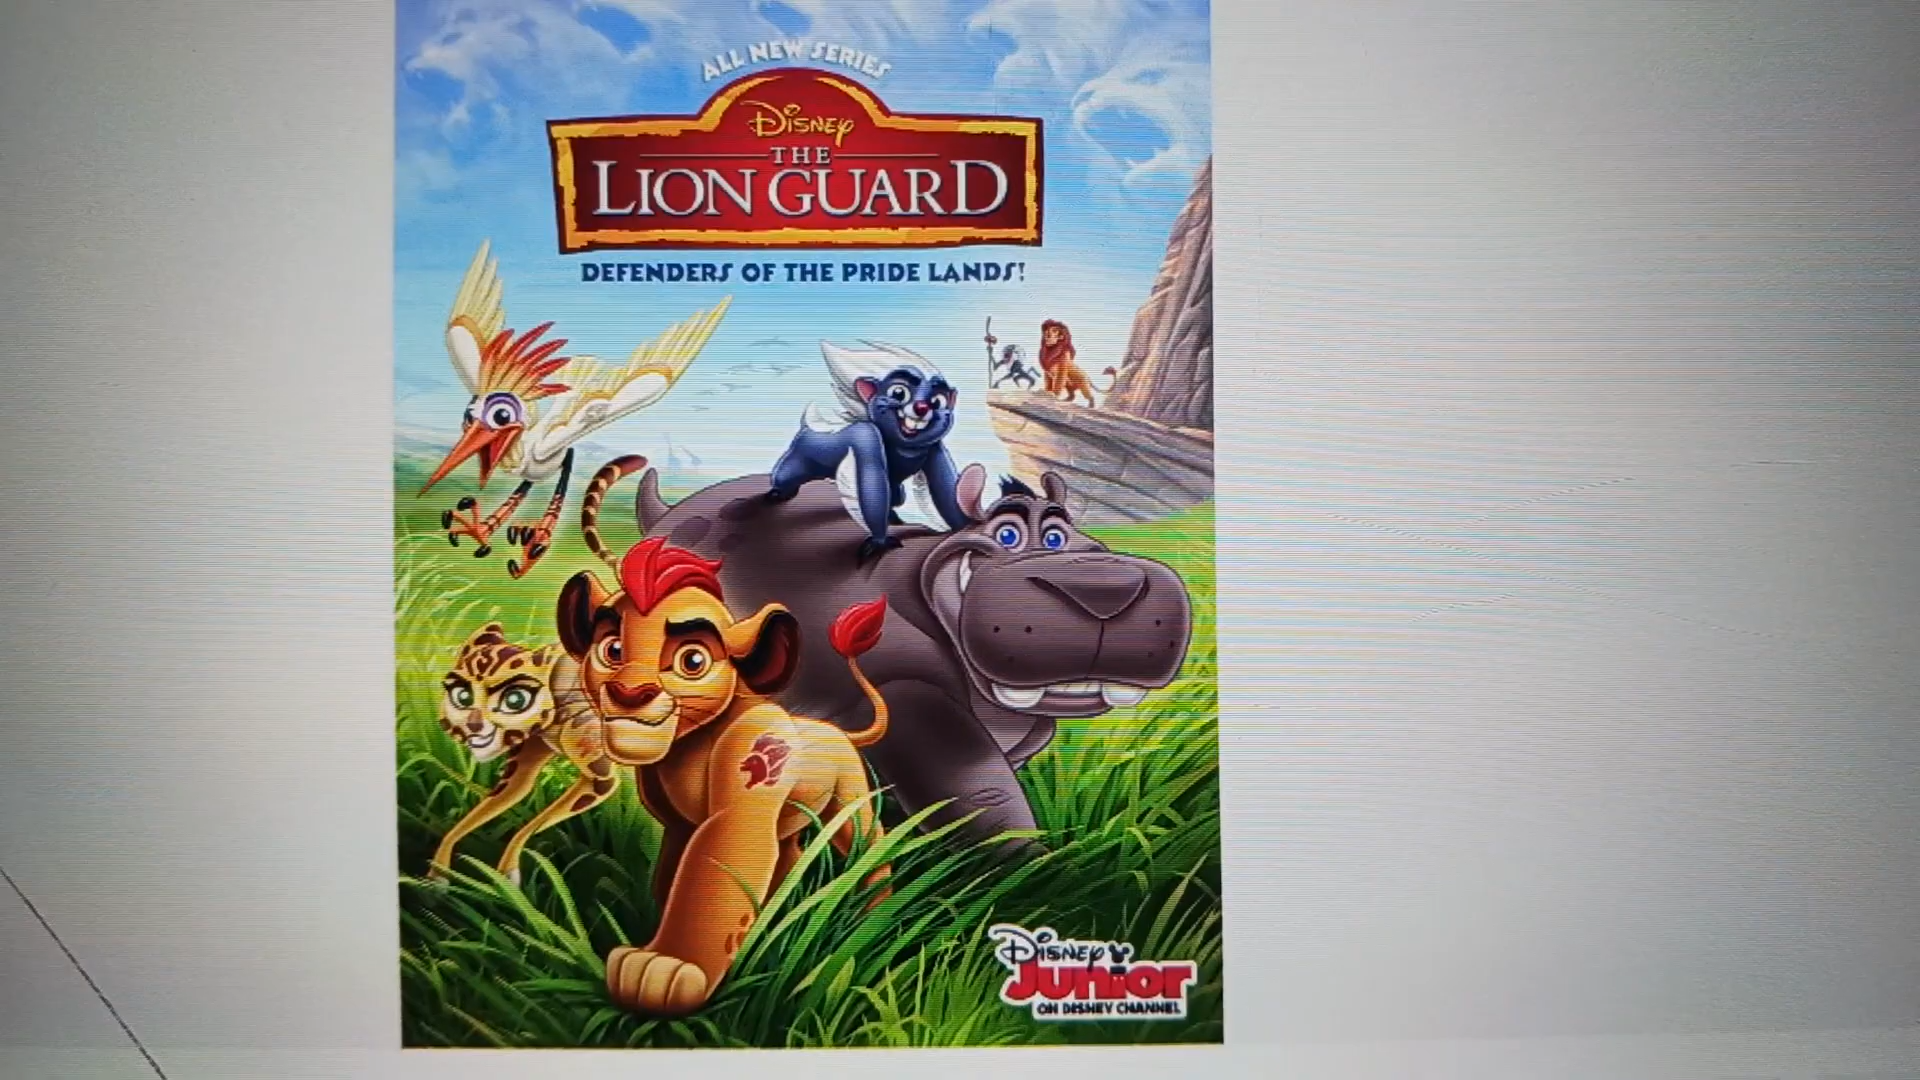 ALL NEW SERIES
DISNEY
THE
LION GUARD
DEFENDERS OF THE PRIDE LANDS!
DISNEY
JUNIOR
ON DISNEY CHANNEL